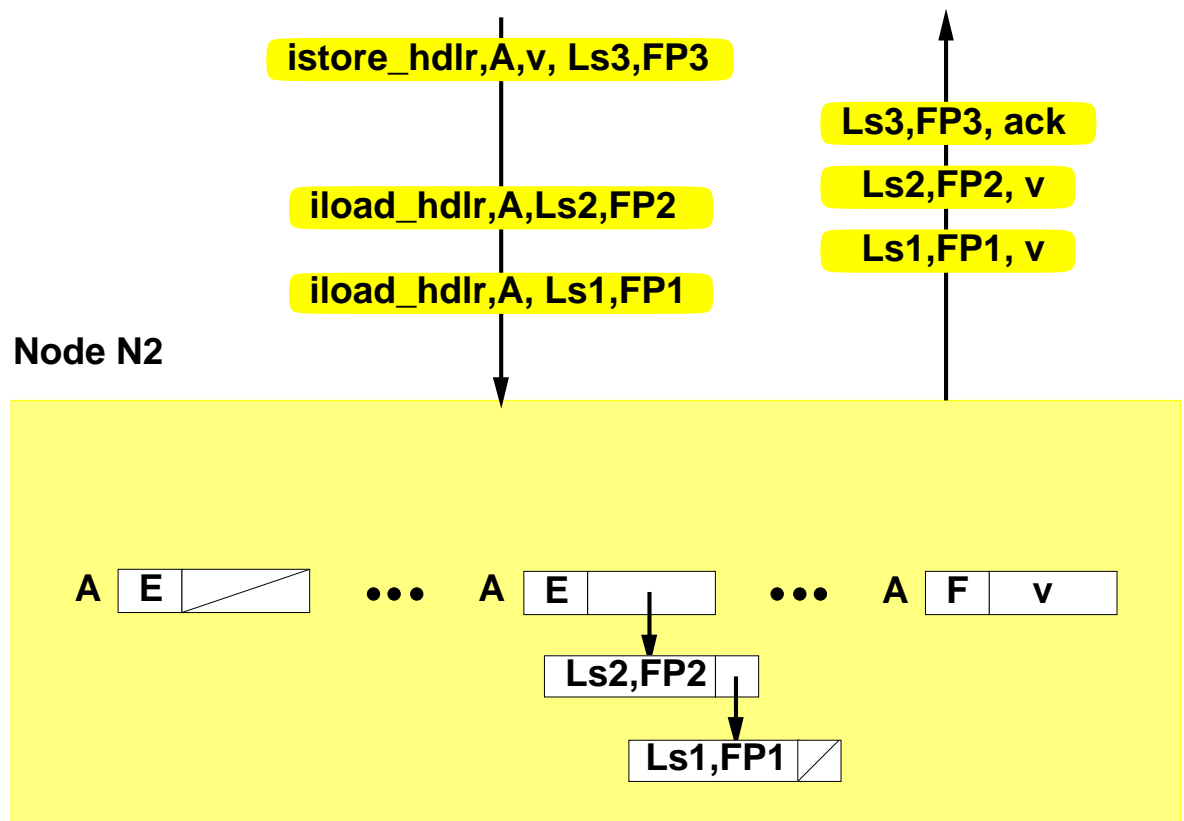 istore_hdlr,A,v, Ls3,FP3
Ls3,FP3, ack
Ls2,FP2, v
iload_hdlr,A,Ls2,FP2
Ls1,FP1, v
iload_hdlr,A, Ls1,FP1
Node N2
A E ••• A E ••• A F v
Ls2,FP2
Ls1,FP1